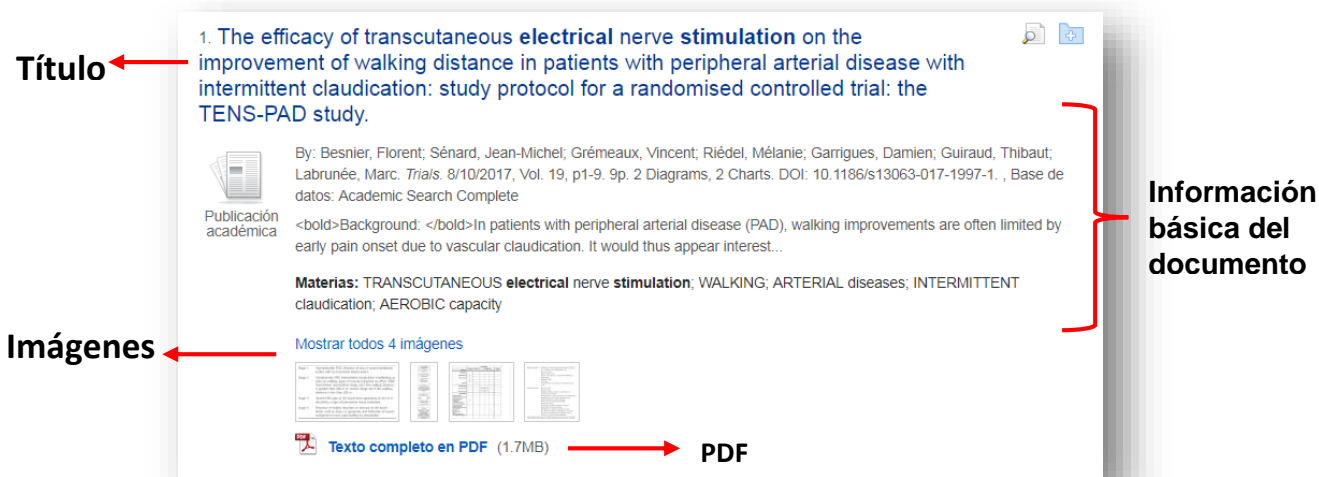 1. The efficacy of transcutaneous electrical nerve stimulation on the
improvement of walking distance in patients with peripheral arterial disease with
intermittent claudication: study protocol for a randomised controlled trial: the
TENS-PAD study.
Título
By: Besnier, Florent; Sénard, Jean-Michel; Grémeaux, Vincent; Riédel, Mélanie; Garrigues, Damien; Guiraud, Thibaut;
Labrunée, Marc. Trials. 8/10/2017, Vol. 19, p1-9. 9p. 2 Diagrams, 2 Charts. DOI: 10.1186/s13063-017-1997-1. , Base de
datos: Academic Search Complete
Publicación
académica
<bold>Background: </bold>In patients with peripheral arterial disease (PAD), walking improvements are often limited by
early pain onset due to vascular claudication. It would thus appear interest...
Materias: TRANSCUTANEOUS electrical nerve stimulation; WALKING; ARTERIAL diseases; INTERMITTENT
claudication; AEROBIC capacity
Información
básica del
documento
Imágenes
Mostrar todos 4 imágenes
PDF
Texto completo en PDF (1.7MB)
PDF